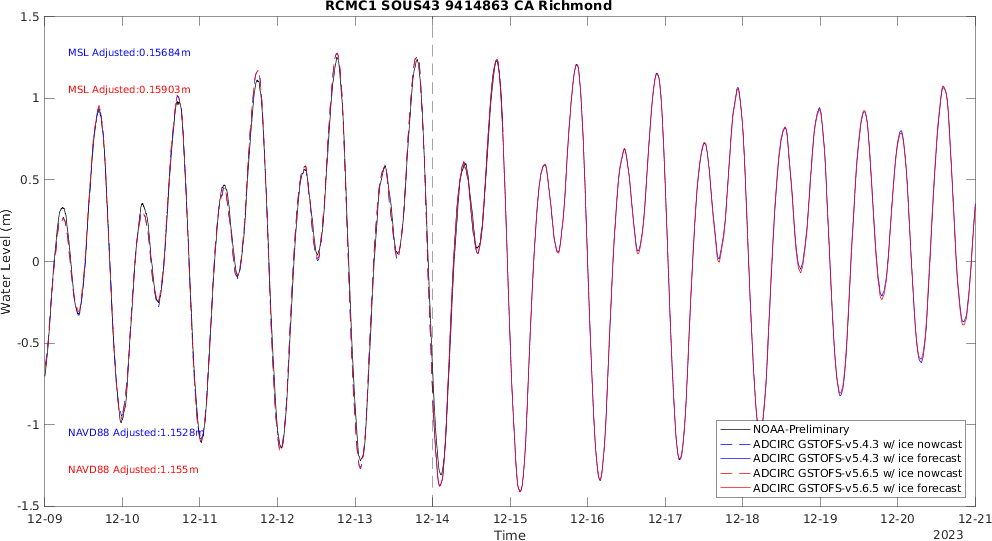 RCMC1 SOUS43 9414863 CA Richmond
1.5
1
0.5
0
-0.5
-1
-1.5
Water Level (m)
MSL Adjusted:0.15684m
MSL Adjusted:0.15903m
NAVD88 Adjusted:1.1528m
NAVD88 Adjusted:1.155m
NOAA-Preliminary
ADCIRC GSTOFS-v5.4.3 w/ ice nowcast
ADCIRC GSTOFS-v5.4.3 w/ ice forecast
ADCIRC GSTOFS-v5.6.5 w/ ice nowcast
ADCIRC GSTOFS-v5.6.5 w/ ice forecast
12-09 12-10 12-11 12-12 12-13 12-14 12-15 12-16 12-17 12-18 12-19 12-20 12-21
Time
2023